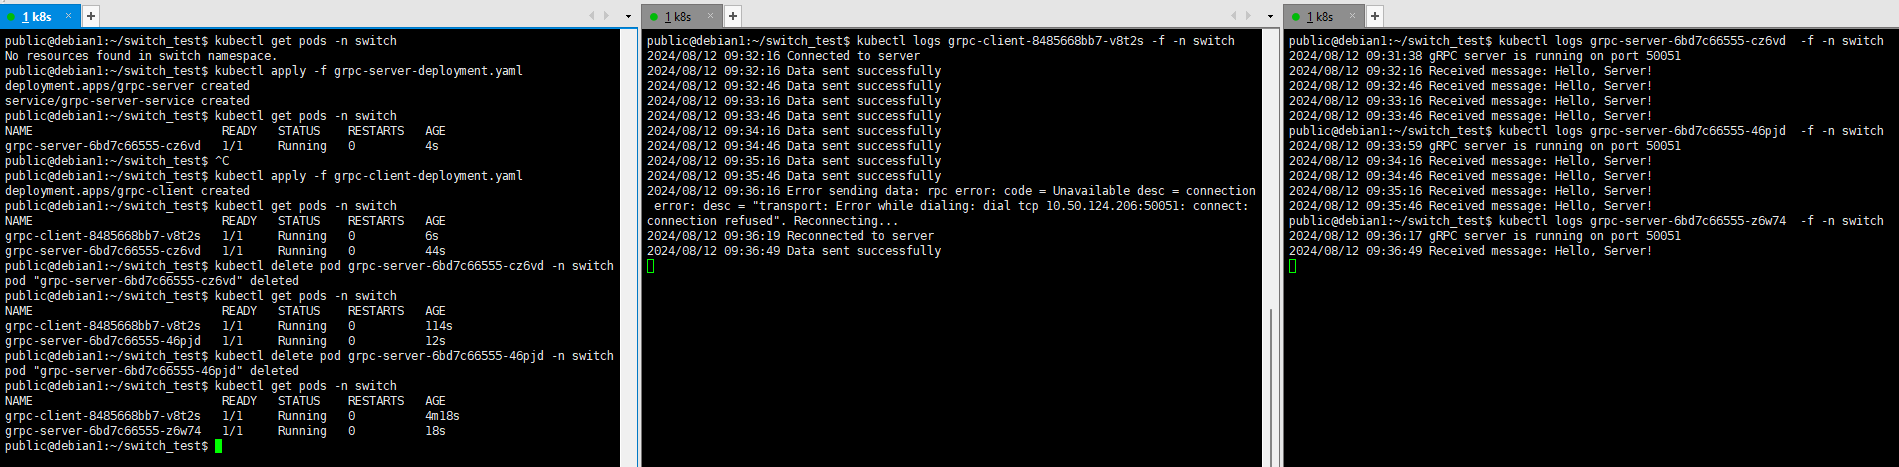 1 k8s
public@debian1:~/switch_test$ kubectl get pods -n switch
No resources found in switch namespace.
public@debian1:~/switch_test$ kubectl apply -f grpc-server-deployment.yaml
deployment.apps/grpc-server created
service/grpc-server-service created
public@debian1:~/switch_test$ kubectl get pods -n switch
NAME READY STATUS RESTARTS AGE
grpc-server-6bd7c66555-cz6vd 1/1 Running 0 4s
public@debian1:~/switch_test$ ^C
public@debian1:~/switch_test$ kubectl apply -f grpc-client-deployment.yaml
deployment.apps/grpc-client created
public@debian1:~/switch_test$ kubectl get pods -n switch
NAME READY STATUS RESTARTS AGE
grpc-client-8485668bb7-v8t2s 1/1 Running 0 6s
grpc-server-6bd7c66555-cz6vd 1/1 Running 0 44s
public@debian1:~/switch_test$ kubectl delete pod grpc-server-6bd7c66555-cz6vd -n switch
pod "grpc-server-6bd7c66555-cz6vd" deleted
public@debian1:~/switch_test$ kubectl get pods -n switch
NAME READY STATUS RESTARTS AGE
grpc-client-8485668bb7-v8t2s 1/1 Running 0 114s
grpc-server-6bd7c66555-46pjd 1/1 Running 0 12s
public@debian1:~/switch_test$ kubectl delete pod grpc-server-6bd7c66555-46pjd -n switch
pod "grpc-server-6bd7c66555-46pjd" deleted
public@debian1:~/switch_test$ kubectl get pods -n switch
NAME READY STATUS RESTARTS AGE
grpc-client-8485668bb7-v8t2s 1/1 Running 0 4m18s
grpc-server-6bd7c66555-z6w74 1/1 Running 0 18s
public@debian1:~/switch_test$
1 k8s
public@debian1:~/switch_test$ kubectl logs grpc-client-8485668bb7-v8t2s -f -n switch
2024/08/12 09:32:16 Connected to server
2024/08/12 09:32:16 Data sent successfully
2024/08/12 09:32:46 Data sent successfully
2024/08/12 09:33:16 Data sent successfully
2024/08/12 09:33:46 Data sent successfully
2024/08/12 09:34:16 Data sent successfully
2024/08/12 09:34:46 Data sent successfully
2024/08/12 09:35:16 Data sent successfully
2024/08/12 09:35:46 Data sent successfully
2024/08/12 09:36:16 Error sending data: rpc error: code = Unavailable desc = connection
error: desc = "transport: Error while dialing: dial tcp 10.50.124.206:50051: connect:
connection refused". Reconnecting...
2024/08/12 09:36:19 Reconnected to server
2024/08/12 09:36:49 Data sent successfully
1 k8s
public@debian1:~/switch_test$ kubectl logs grpc-server-6bd7c66555-cz6vd -f -n switch
2024/08/12 09:31:38 gRPC server is running on port 50051
2024/08/12 09:32:16 Received message: Hello, Server!
2024/08/12 09:32:46 Received message: Hello, Server!
2024/08/12 09:33:16 Received message: Hello, Server!
2024/08/12 09:33:46 Received message: Hello, Server!
public@debian1:~/switch_test$ kubectl logs grpc-server-6bd7c66555-46pjd -f -n switch
2024/08/12 09:33:59 gRPC server is running on port 50051
2024/08/12 09:34:16 Received message: Hello, Server!
2024/08/12 09:34:46 Received message: Hello, Server!
2024/08/12 09:35:16 Received message: Hello, Server!
2024/08/12 09:35:46 Received message: Hello, Server!
public@debian1:~/switch_test$ kubectl logs grpc-server-6bd7c66555-z6w74 -f -n switch
2024/08/12 09:36:17 gRPC server is running on port 50051
2024/08/12 09:36:49 Received message: Hello, Server!